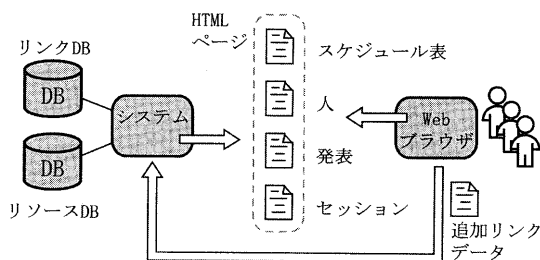 リンクDB
DB
DB
リソースDB
システム
HTML
ページ
スケジュール表
人
発表
セッション
Web
ブラウザ
追加リンク
データ